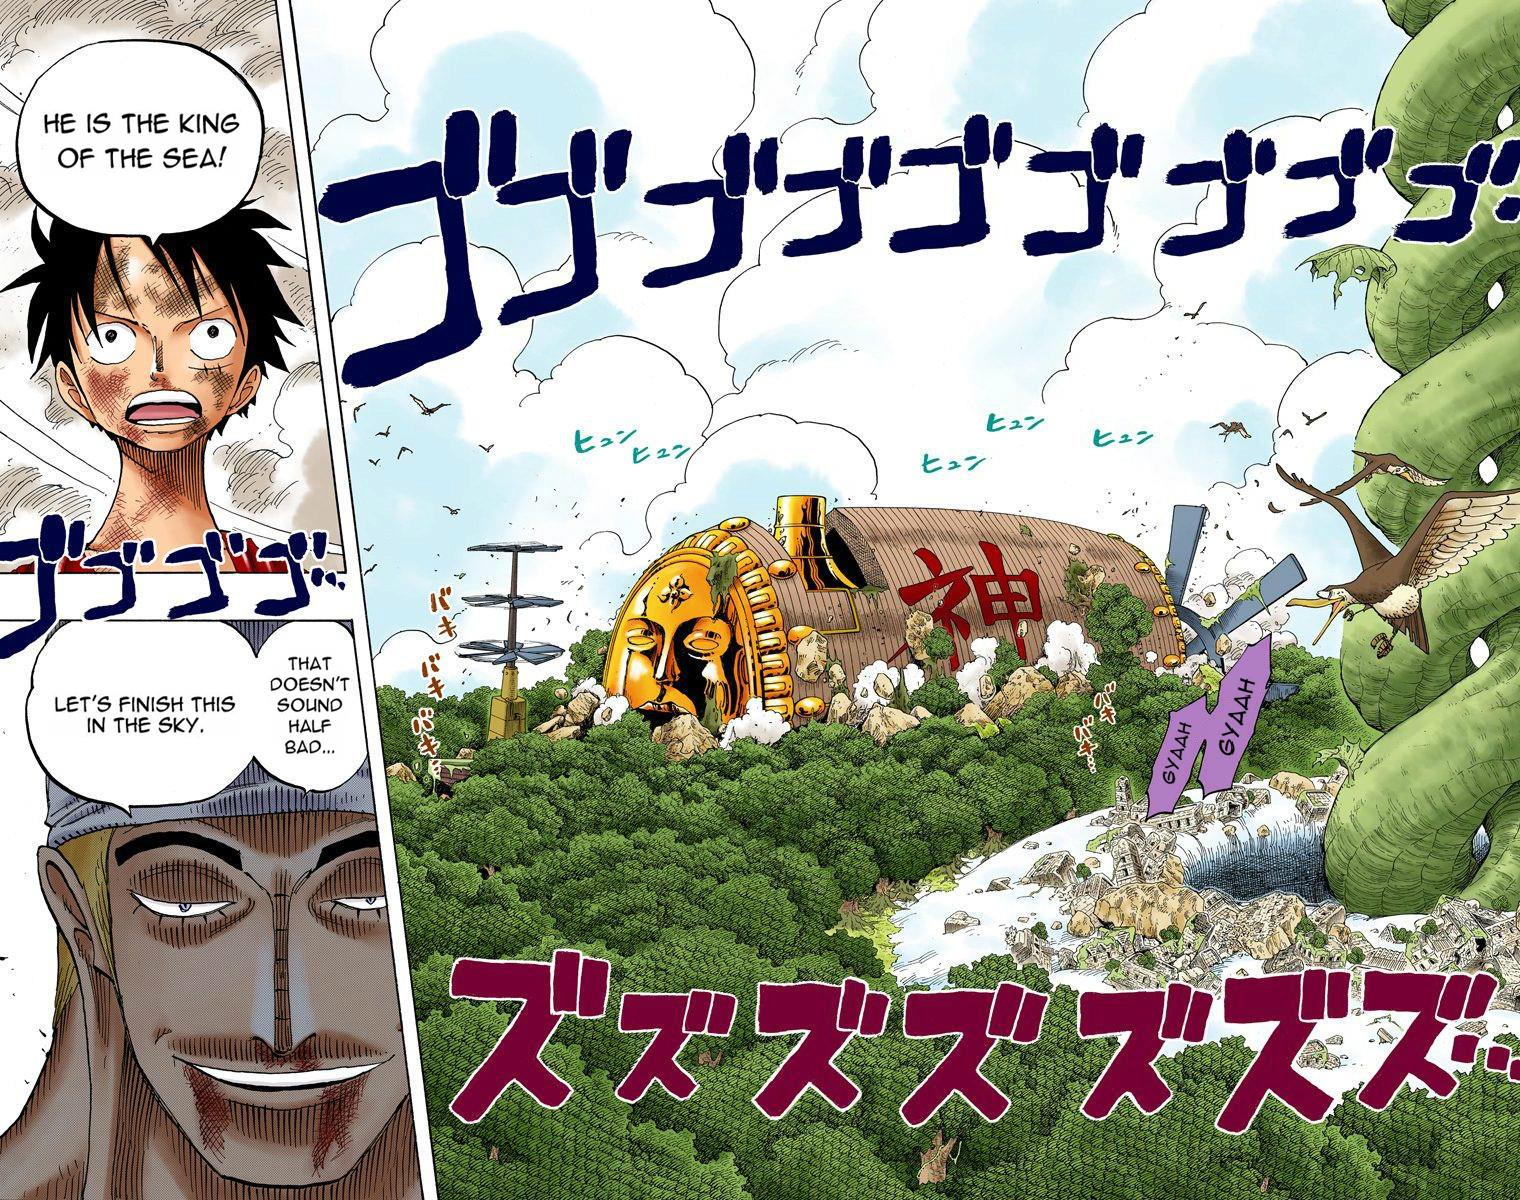 HE IS THE KING
OF THE SEA!
ゴゴゴゴ...
THAT
DOESN'T
SOUND
HALF
BAD...
LET'S FINISH THIS
IN THE SKY.
ゴゴゴゴゴゴゴゴゴ...
ヒュン
ヒュン
ヒュン
ヒュン
ヒュン
神
バキ
バキ
バキ...
バキ
バキ...
GYAAH
GYAAH
ズズズズズズズ...